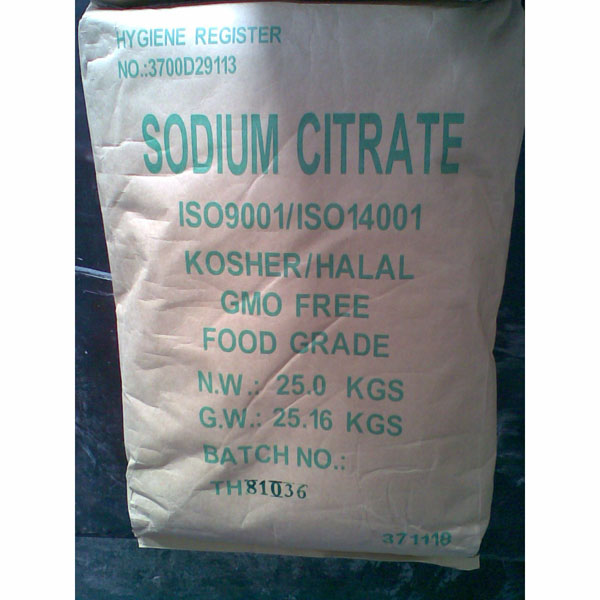 HYGIENE REGISTER
NO.:3700D29113
SODIUM CITRATE
ISO9001/ISO14001
KOSHER/HALAL
GMO FREE
FOOD GRADE
N.W.: 25.0 KGS
G.W.: 25.16 KGS
BATCH NO.:
TH81036
371118